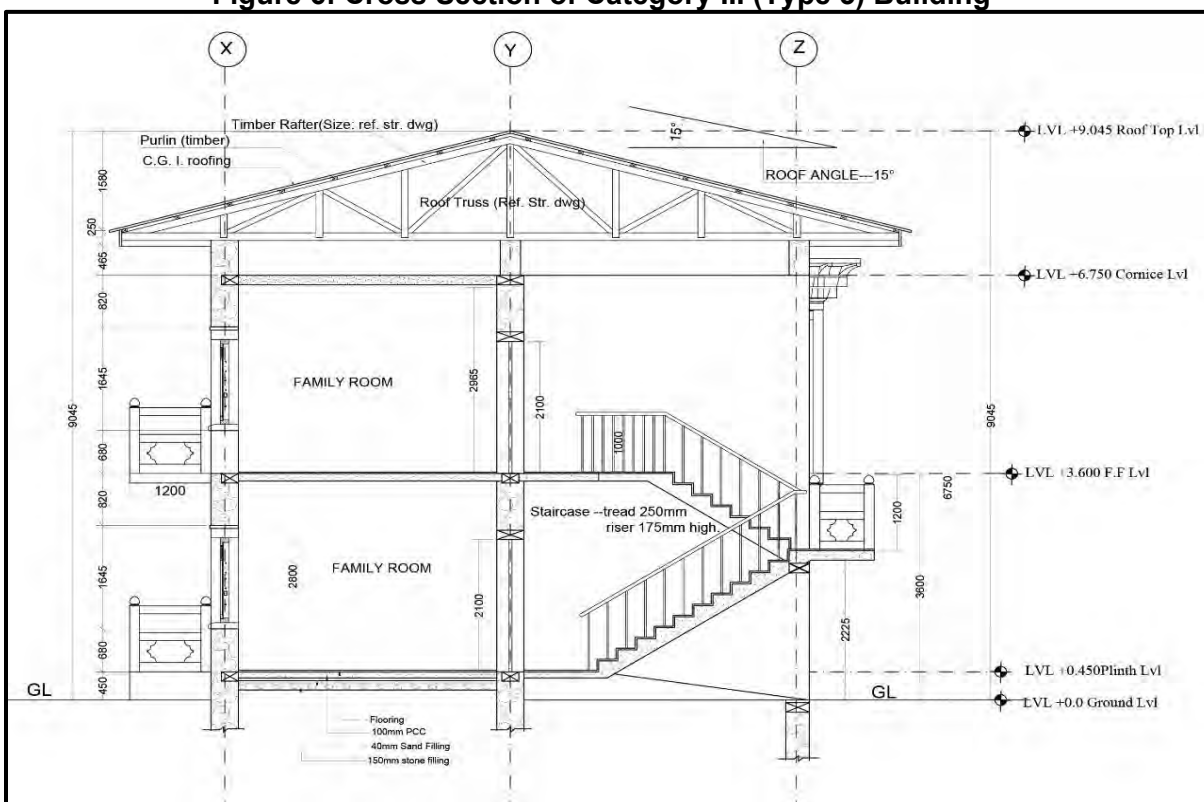 Figure 6: Cross Section of Category III (Type 3) Building
X
Y
Z
Timber Rafter(Size: ref. str. dwg)
Purlin (timber)
C.G. I. roofing
Roof Truss (Ref. Str. dwg)
15°
ROOF ANGLE---15°
LVL +9.045 Roof Top Lvl
LVL +6.750 Cornice Lvl
LVL +3.600 F.F Lvl
LVL +0.450Plinth Lvl
LVL +0.0 Ground Lvl
9045
1580
250
465
820
1645
680
820
1645
680
450
1200
FAMILY ROOM
2965
2100
1000
Staircase --tread 250mm
riser 175mm high.
FAMILY ROOM
2800
2100
1200
2225
3600
6750
9045
GL
GL
Flooring
100mm PCC
40mm Sand Filling
150mm stone filling